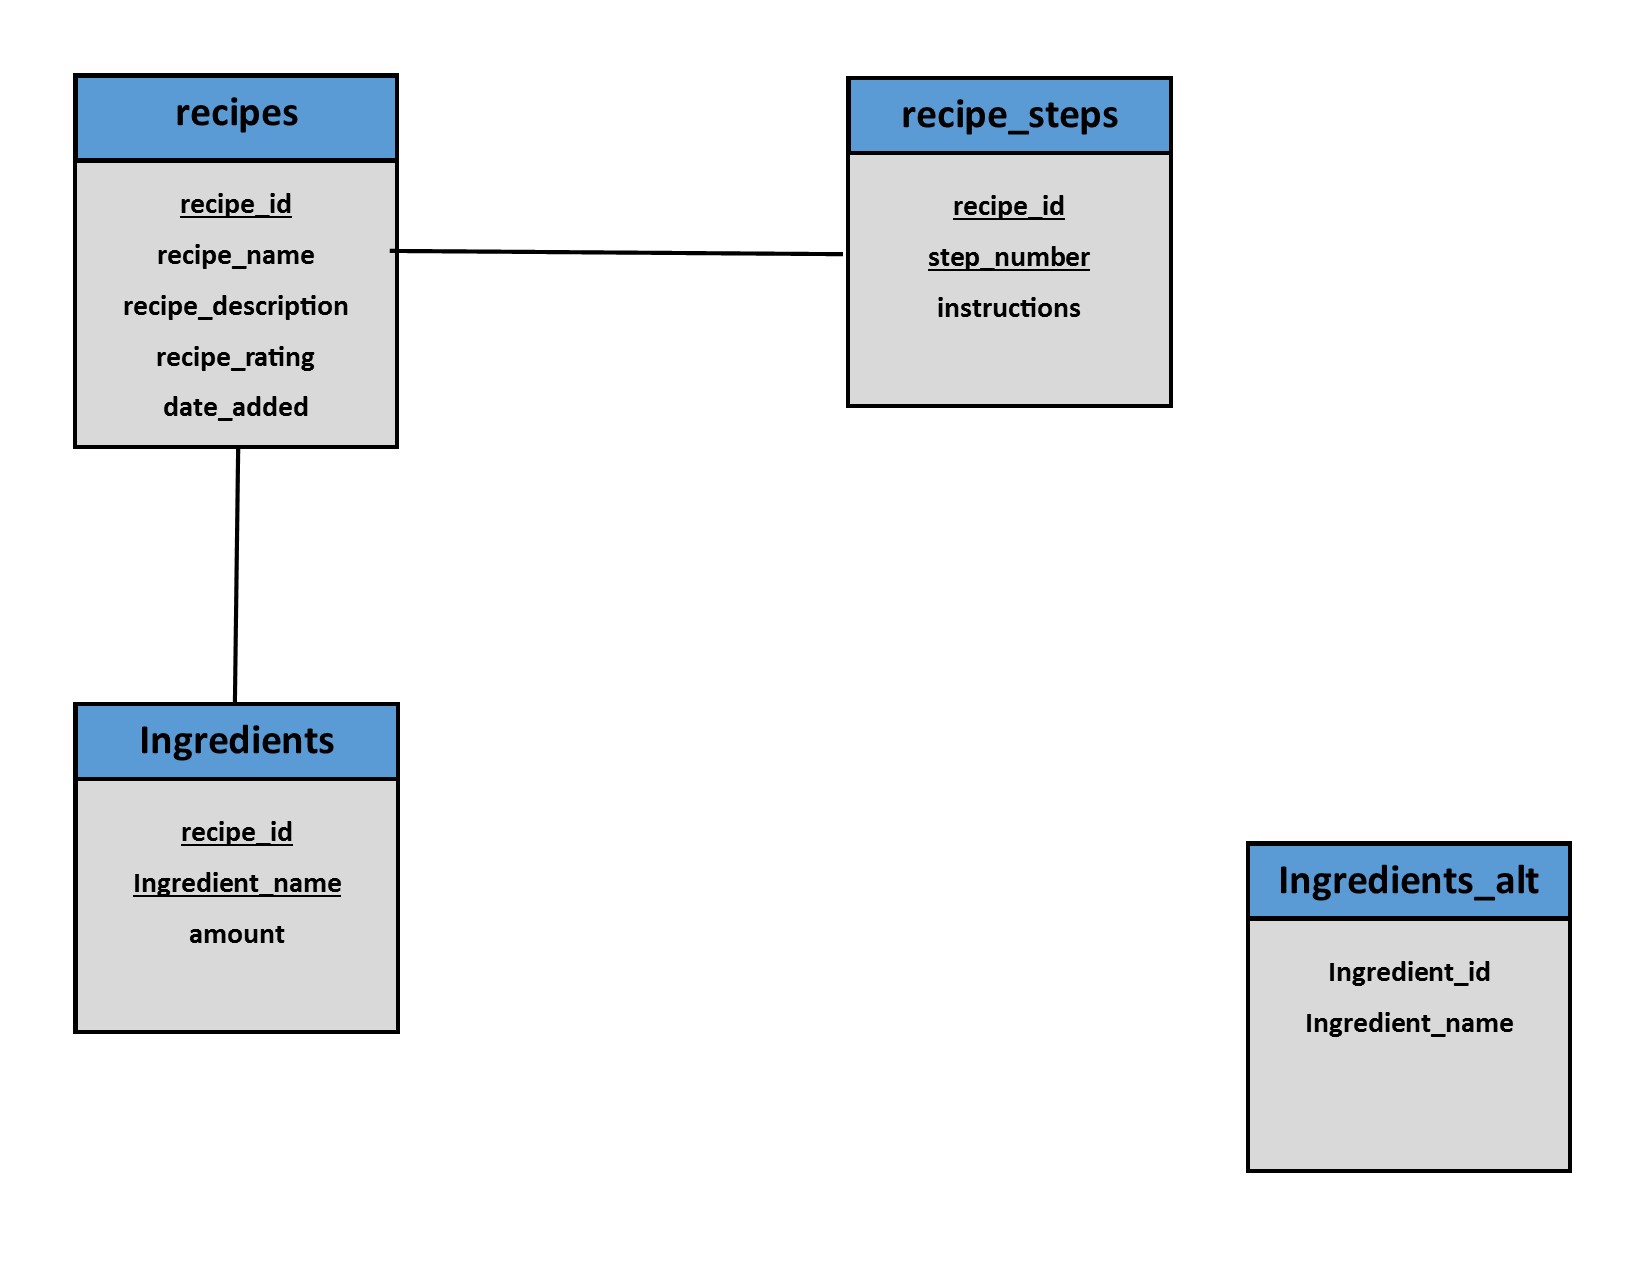 recipes
recipe_id
recipe_name
recipe_description
recipe_rating
date_added
recipe_steps
recipe_id
step_number
instructions
Ingredients
recipe_id
Ingredient_name
amount
Ingredients_alt
Ingredient_id
Ingredient_name